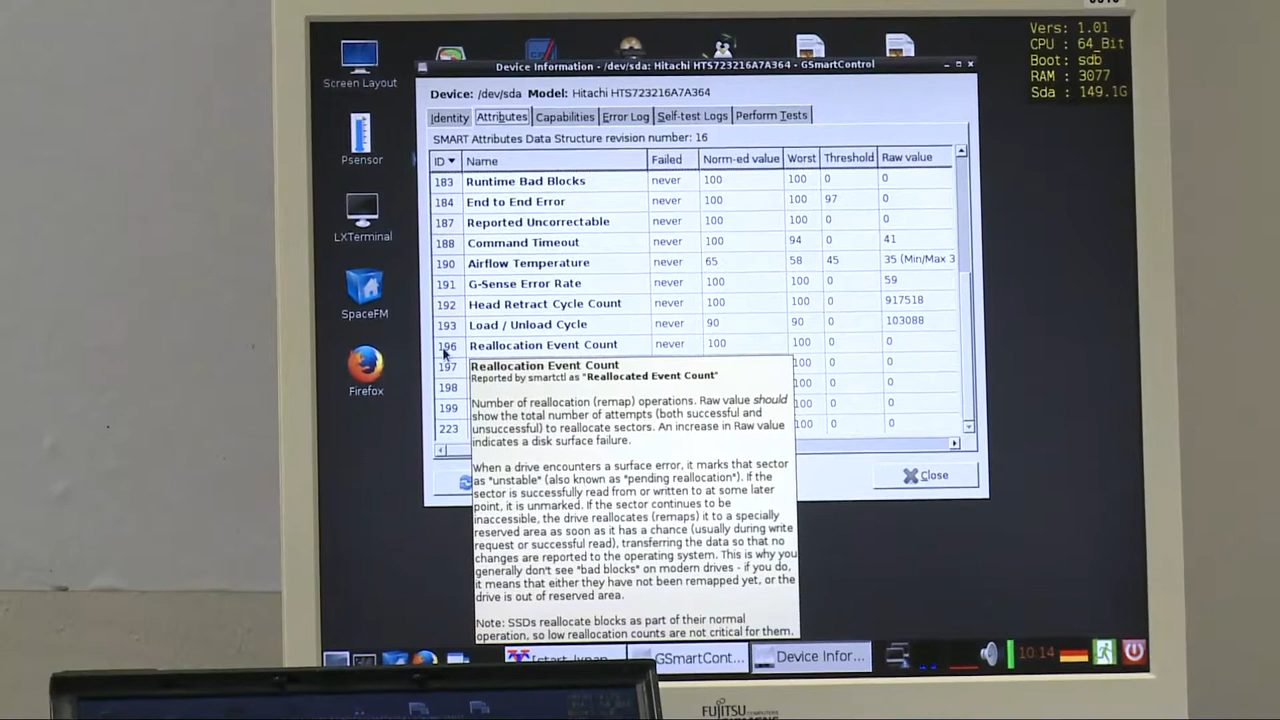 Vers: 1.01
CPU : 64_Bit
Boot: sdb
RAM : 3077
Sda : 149.1G
Screen Layout
Psensor
LXTerminal
SpaceFM
Firefox
Device Information - /dev/sda: Hitachi HTS723216A7A364 - GSmartControl
Device: /dev/sda Model: Hitachi HTS723216A7A364
Identity Attributes Capabilities Error Log Self-test Logs Perform Tests
SMART Attributes Data Structure revision number: 16
ID Name Failed Norm-ed value Worst Threshold Raw value
183 Runtime Bad Blocks never 100 100 0 0
184 End to End Error never 100 100 97 0
187 Reported Uncorrectable never 100 100 0 0
188 Command Timeout never 100 94 0 41
190 Airflow Temperature never 65 58 45 35 (Min/Max 3
191 G-Sense Error Rate never 100 100 0 59
192 Head Retract Cycle Count never 100 100 0 917518
193 Load / Unload Cycle never 90 90 0 103088
196 Reallocation Event Count never 100 100 0 0
197 100 0 0
198 100 0 0
199 100 0 0
223 100 0 0
Reallocation Event Count
Reported by smartctl as "Reallocated Event Count"
Number of reallocation (remap) operations. Raw value should
show the total number of attempts (both successful and
unsuccessful) to reallocate sectors. An increase in Raw value
indicates a disk surface failure.
When a drive encounters a surface error, it marks that sector
as "unstable" (also known as "pending reallocation"). If the
sector is successfully read from or written to at some later
point, it is unmarked. If the sector continues to be
inaccessible, the drive reallocates (remaps) it to a specially
reserved area as soon as it has a chance (usually during write
request or successful read), transferring the data so that no
changes are reported to the operating system. This is why you
generally don't see "bad blocks" on modern drives - if you do,
it means that either they have not been remapped yet, or the
drive is out of reserved area.
Note: SSDs reallocate blocks as part of their normal
operation, so low reallocation counts are not critical for them.
Close
GSmartCont... Device Infor... 10:14
FUJITSU